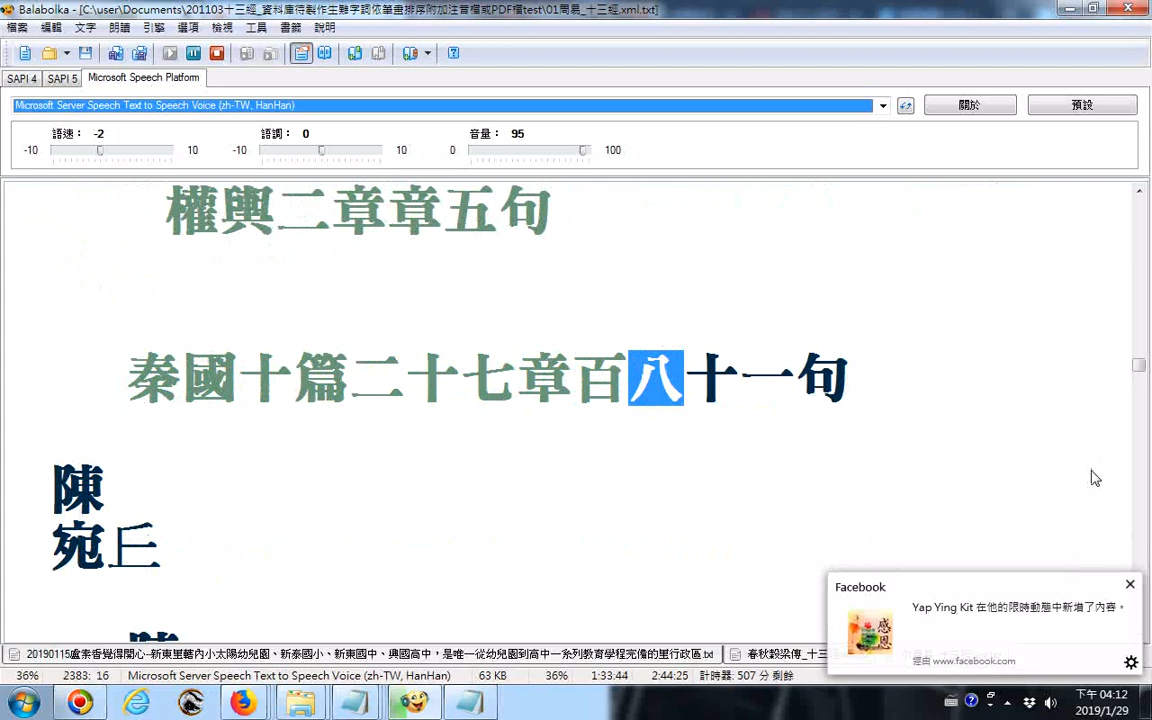 Balabolka - [C:\user\Documents\201103十三經_資料庫待製作生難字詞依筆畫排序附加注音檔或PDF檔test\01周易_十三經.xml.txt]
檔案 編輯 文字 朗讀 引擎 選項 檢視 工具 書籤 說明
SAPI 4 SAPI 5 Microsoft Speech Platform
Microsoft Server Speech Text to Speech Voice (zh-TW, HanHan) 關於 預設
語速： -2 語調： 0 音量： 95
-10 10 -10 10 0 100
權輿二章章五句
秦國十篇二十七章百八十一句
陳
宛丘
Facebook
Yap Ying Kit 在他的限時動態中新增了內容。
感恩
經由 www.facebook.com
20190115盧素香覺得開心--新東里轄內小太陽幼兒園、新泰國小、新東國中、興國高中，是唯一從幼兒園到高中一系列教育學程完備的里行政區.txt 春秋穀梁傳_十三
36% 2383: 16 Microsoft Server Speech Text to Speech Voice (zh-TW, HanHan) 63 KB 36% 1:33:44 2:44:25 計時器: 507 分 剩餘
下午 04:12
2019/1/29